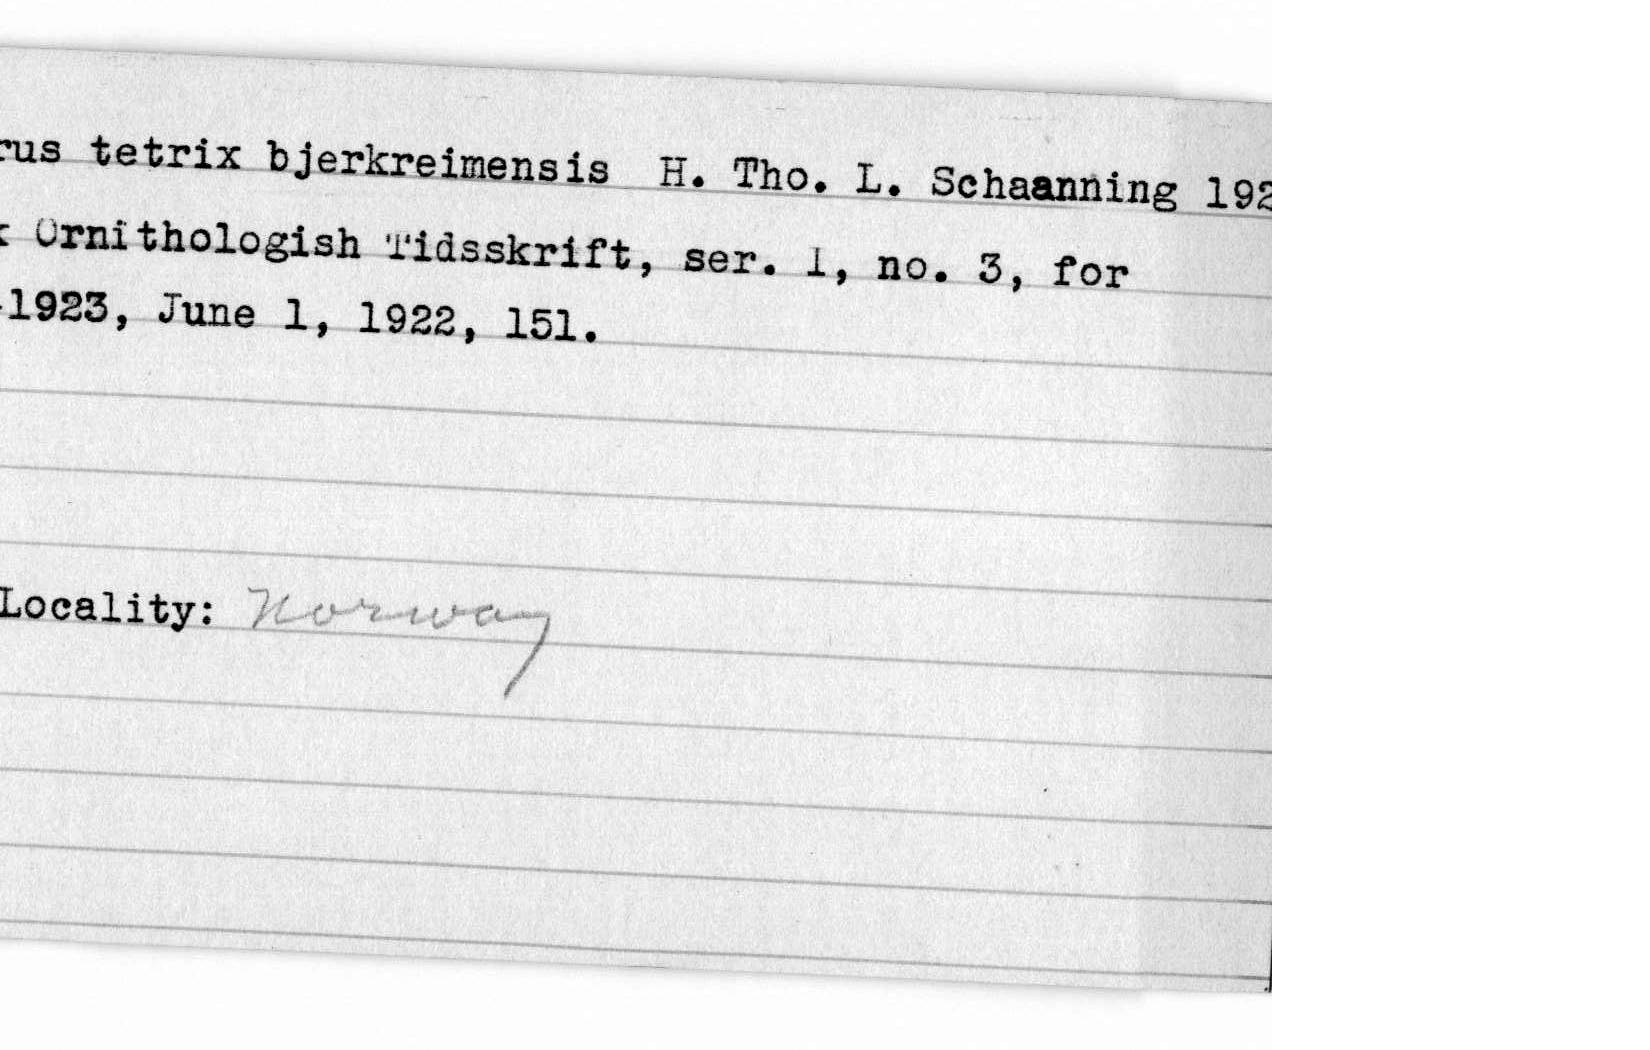 rus tetrix bjerkreimensis H. Tho. L. Schaanning 192
Ornithologish Tidsskrift, ser. 1, no. 3, for
-1923, June 1, 1922, 151.
Locality: Norway